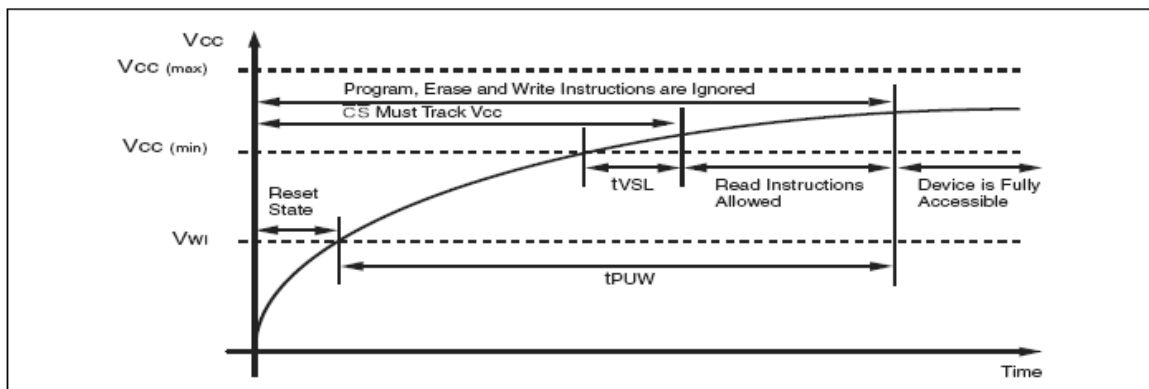 Vcc
Vcc (max)
Program, Erase and Write Instructions are Ignored
CS Must Track Vcc
Vcc (min)
tVSL
Read Instructions
Allowed
Device is Fully
Accessible
Reset
State
VWI
tPUW
Time